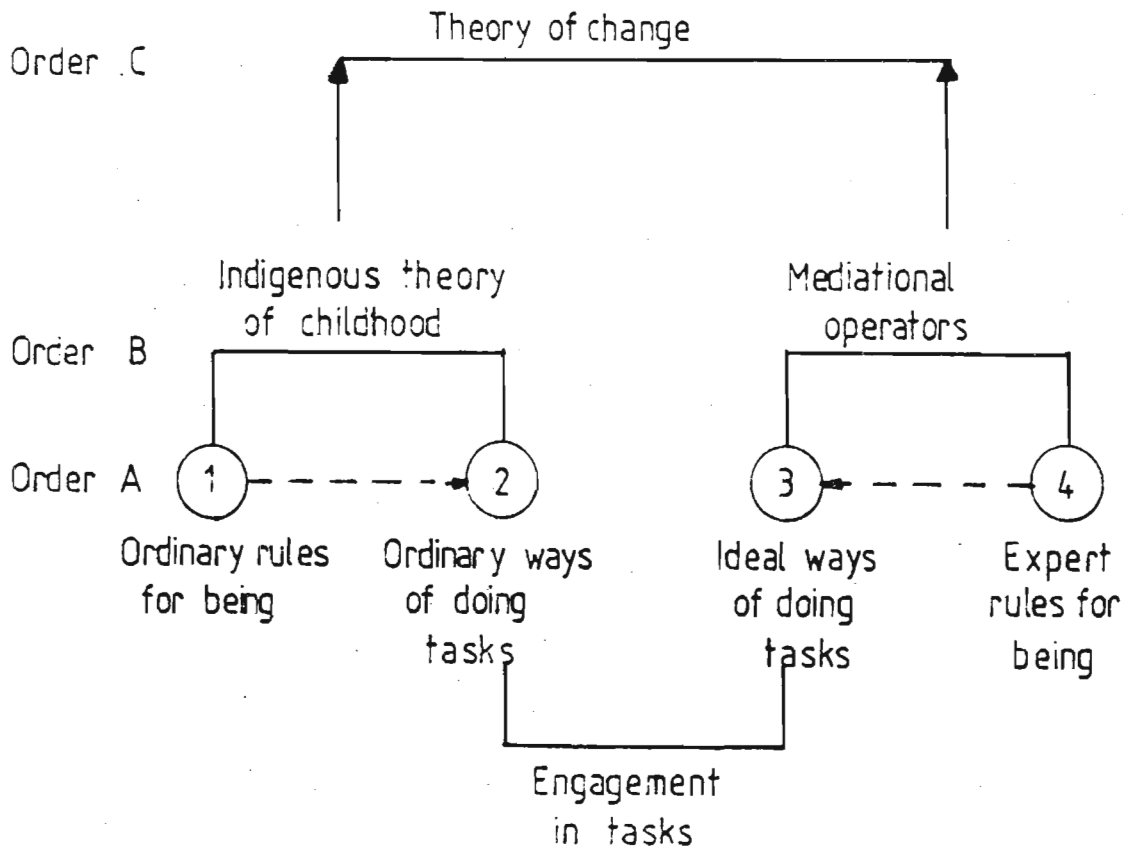 Theory of change
Order C
Indigenous theory
of childhood
Mediational
operators
Order B
Order A
1
2
3
4
Ordinary rules
for being
Ordinary ways
of doing
tasks
Ideal ways
of doing
tasks
Expert
rules for
being
Engagement
in tasks